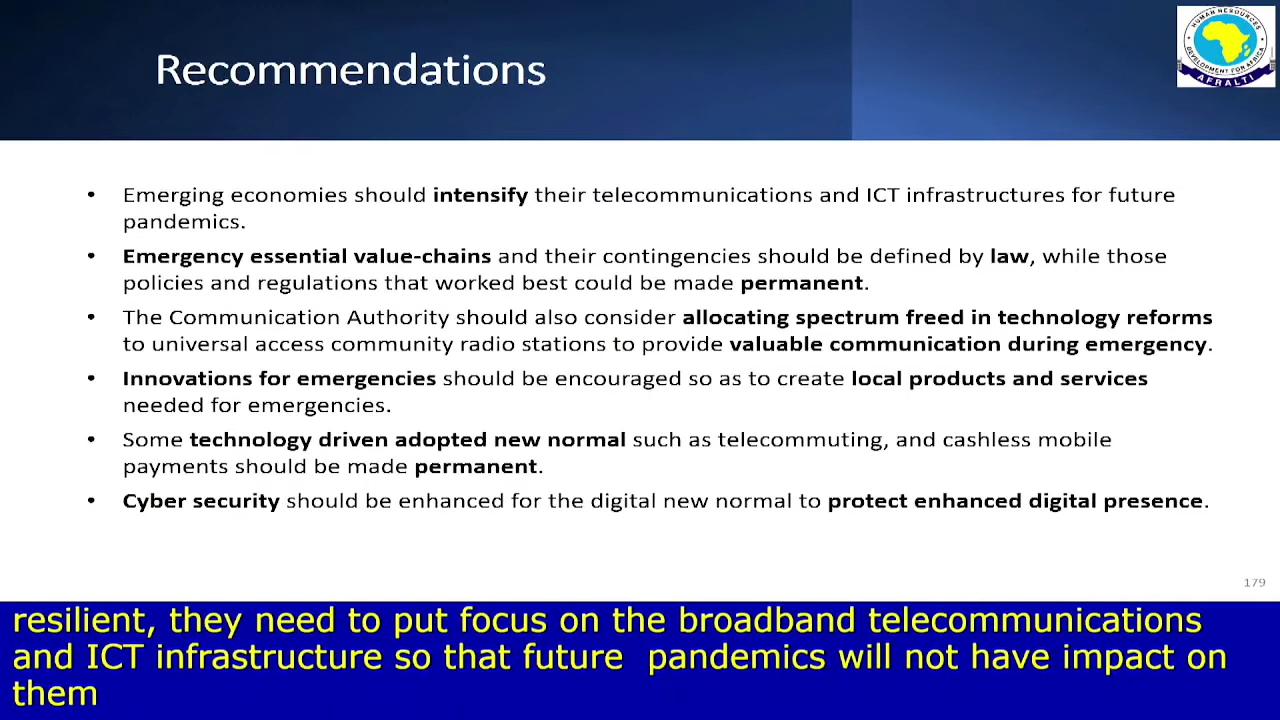 Recommendations
HUMAN RESOURCES
DEVELOPMENT FOR AFRICA
AFRALTI
• Emerging economies should intensify their telecommunications and ICT infrastructures for future
pandemics.
• Emergency essential value-chains and their contingencies should be defined by law, while those
policies and regulations that worked best could be made permanent.
• The Communication Authority should also consider allocating spectrum freed in technology reforms
to universal access community radio stations to provide valuable communication during emergency.
• Innovations for emergencies should be encouraged so as to create local products and services
needed for emergencies.
• Some technology driven adopted new normal such as telecommuting, and cashless mobile
payments should be made permanent.
• Cyber security should be enhanced for the digital new normal to protect enhanced digital presence.
179
resilient, they need to put focus on the broadband telecommunications
and ICT infrastructure so that future  pandemics will not have impact on
them